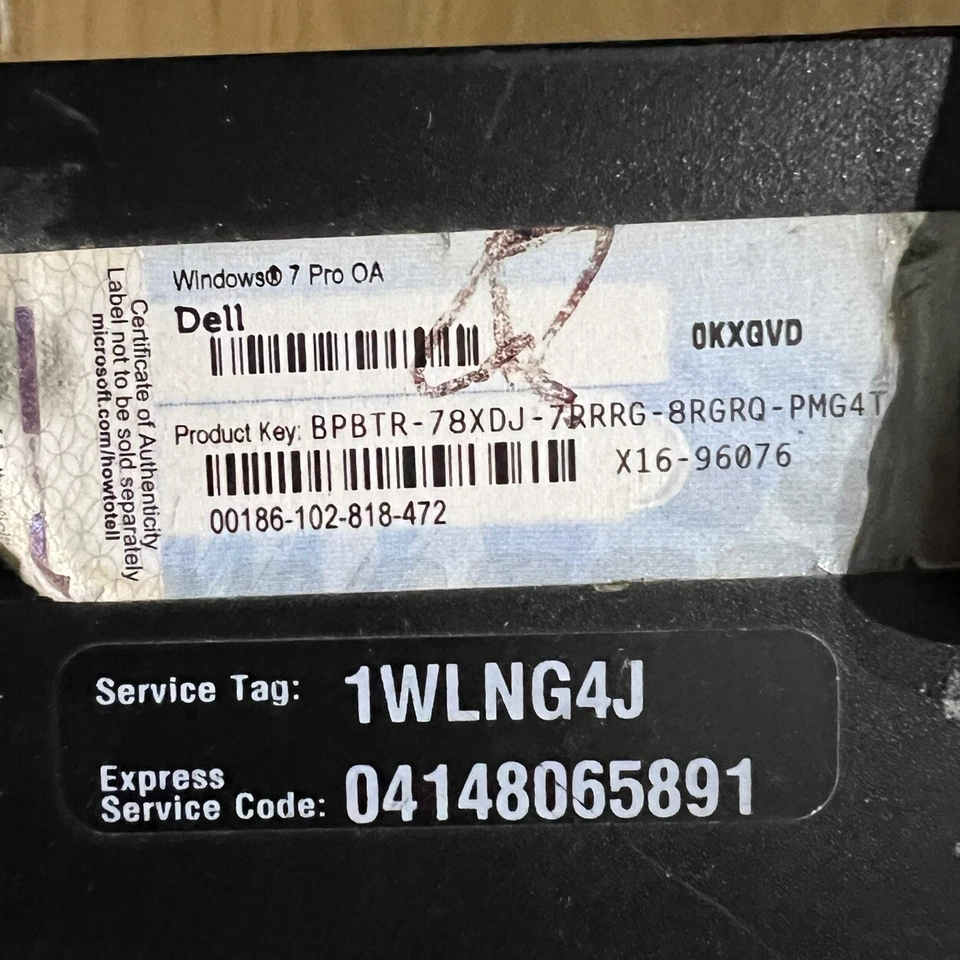 Certificate of Authenticity
Label not to be sold separately
microsoft.com/howtotell
Windows® 7 Pro OA
Dell
0KXQVD
Product Key: BPBTR-78XDJ-7RRRG-8RGRQ-PMG4T
X16-96076
00186-102-818-472
Service Tag: 1WLNG4J
Express
Service Code: 04148065891